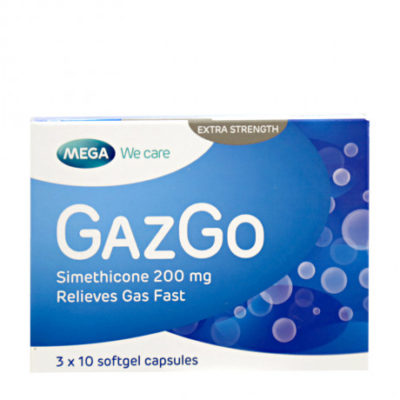 EXTRA STRENGTH
MEGA We care
GAZGO
Simethicone 200 mg
Relieves Gas Fast
3 x 10 softgel capsules